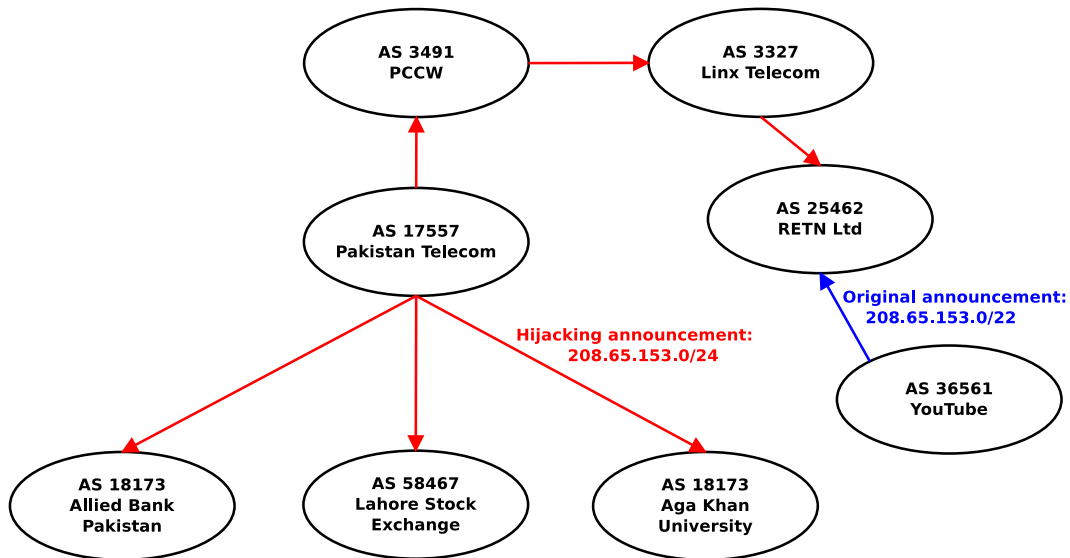 AS 3491
PCCW
AS 3327
Linx Telecom
AS 25462
RETN Ltd
AS 17557
Pakistan Telecom
Original announcement:
208.65.153.0/22
Hijacking announcement:
208.65.153.0/24
AS 36561
YouTube
AS 18173
Allied Bank
Pakistan
AS 58467
Lahore Stock
Exchange
AS 18173
Aga Khan
University